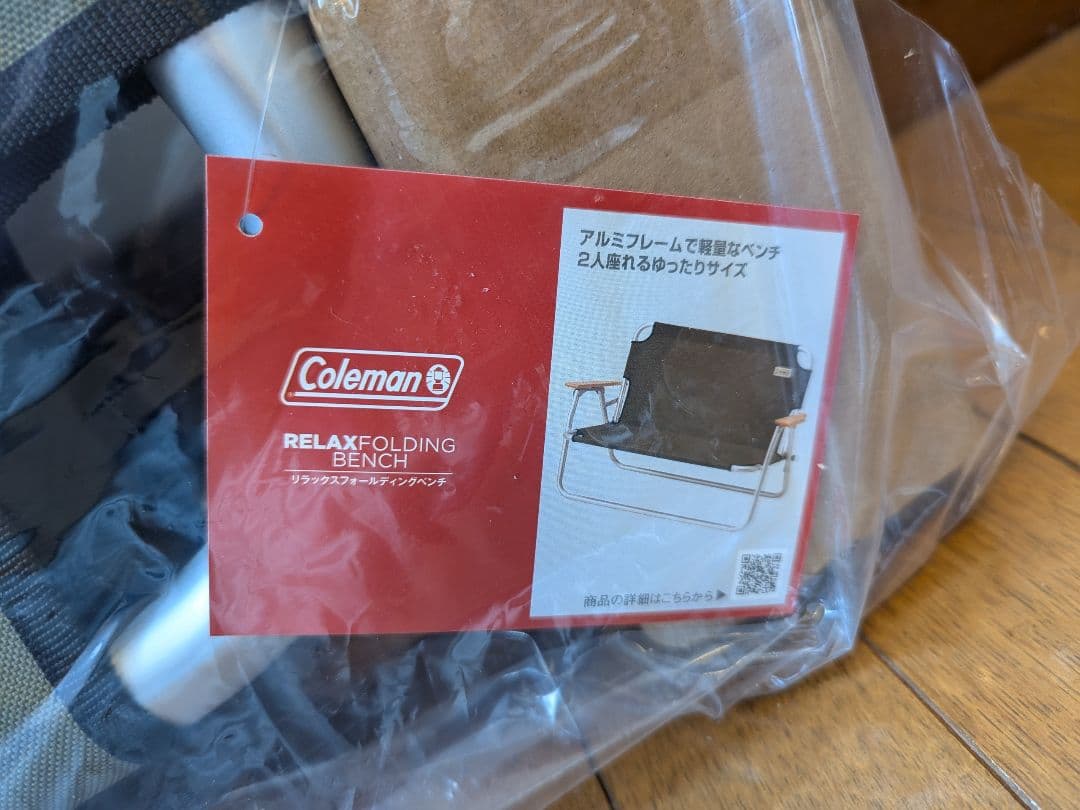 アルミフレームで軽量なベンチ
2人座れるゆったりサイズ
Coleman
RELAXFOLDING
BENCH
リラックスフォールディングベンチ
商品の詳細はこちらから▶